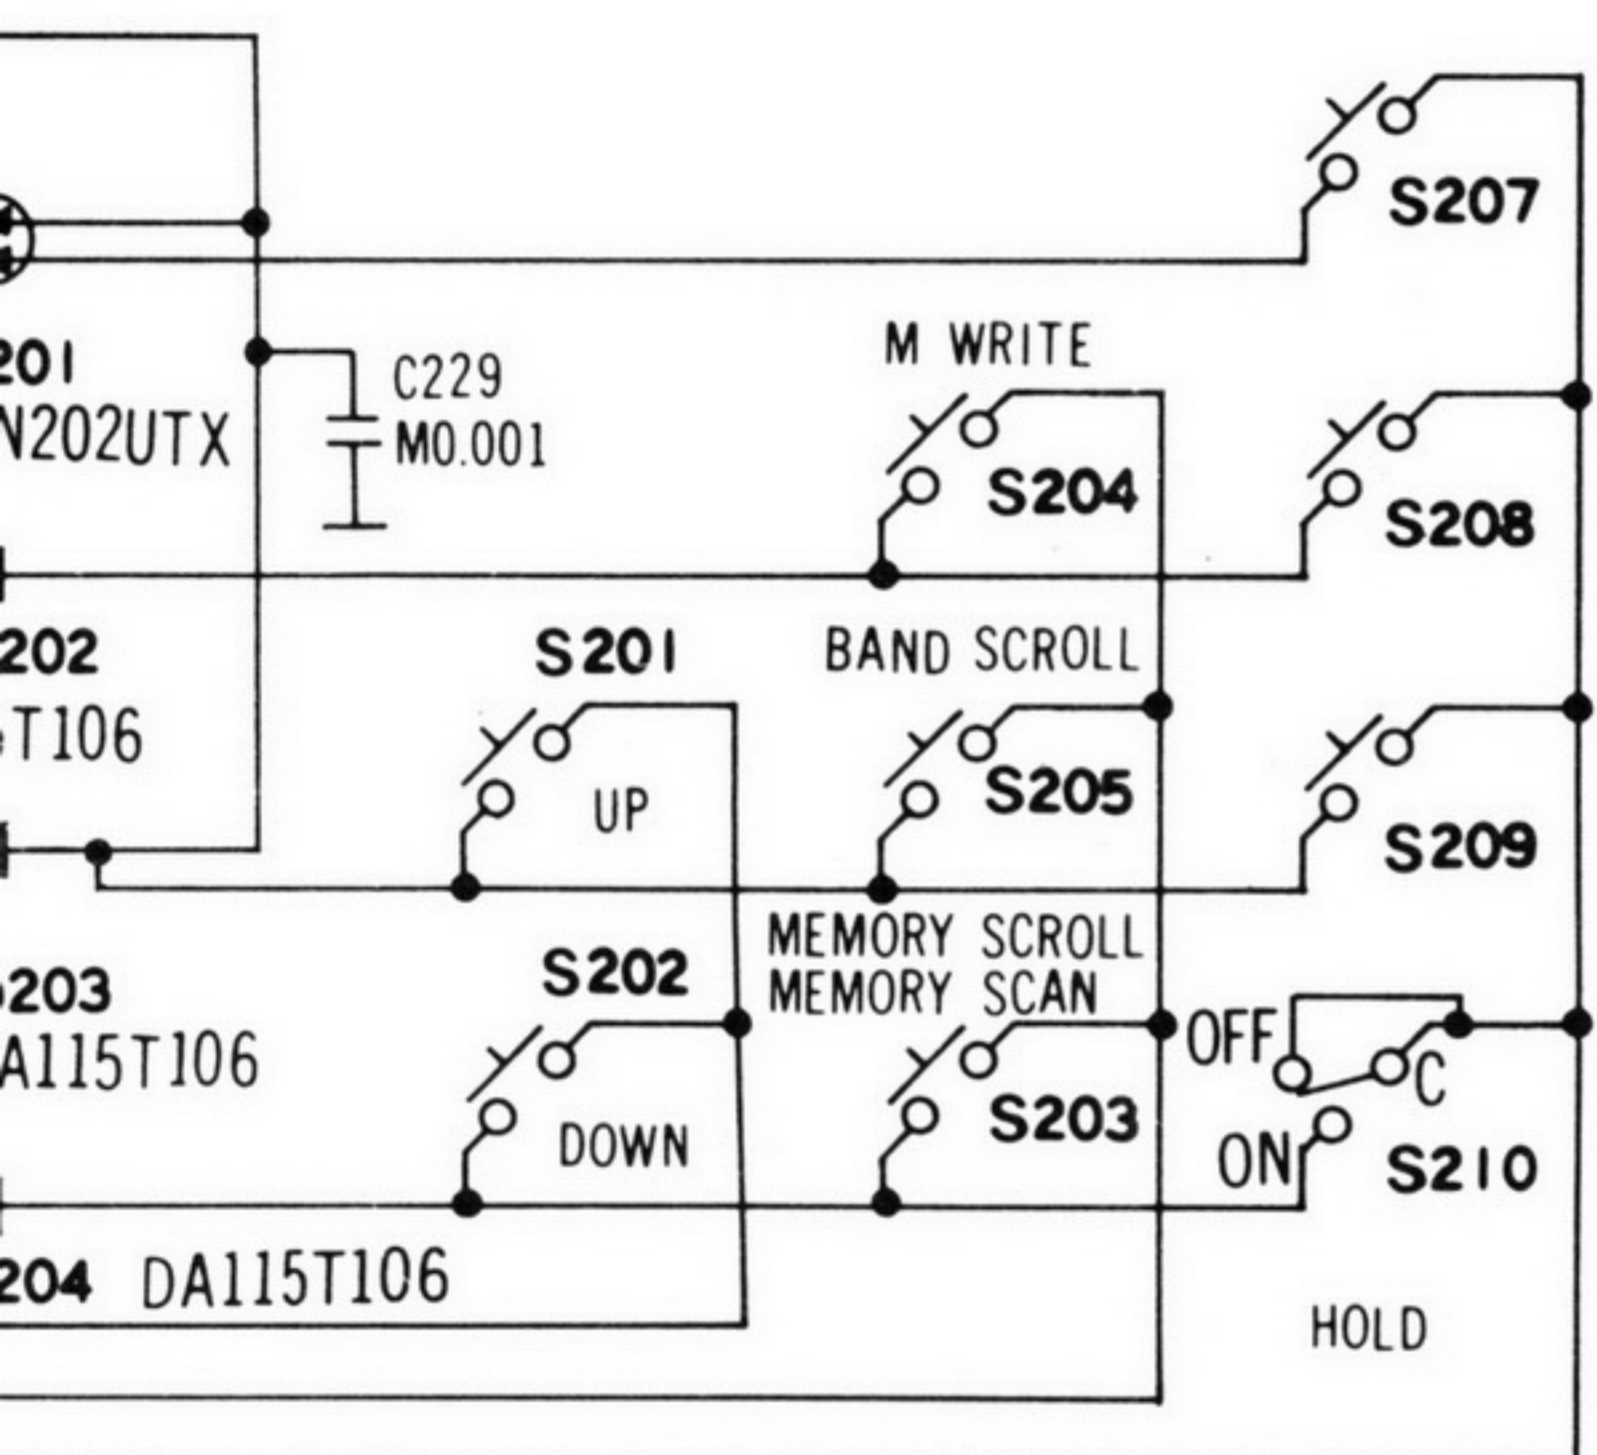 S207
M WRITE
201
C229
N202UTX
M0.001
S204
S208
S201
BAND SCROLL
202
T106
UP
S205
S209
MEMORY SCROLL
S202
MEMORY SCAN
203
OFF
A115T106
C
S203
DOWN
ON
S210
204 DA115T106
HOLD